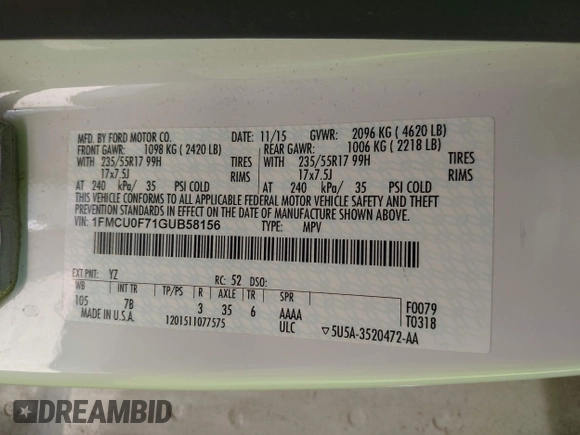 MFD. BY FORD MOTOR CO.
DATE: 11/15 GVWR: 2096 KG ( 4620 LB)
FRONT GAWR: 1098 KG ( 2420 LB)
REAR GAWR: 1006 KG ( 2218 LB)
WITH 235/55R17 99H TIRES
WITH 235/55R17 99H TIRES
17x7.5J RIMS
17x7.5J RIMS
AT 240 kPa/ 35 PSI COLD
AT 240 kPa/ 35 PSI COLD
THIS VEHICLE CONFORMS TO ALL APPLICABLE FEDERAL MOTOR VEHICLE SAFETY AND THEFT
PREVENTION STANDARDS IN EFFECT ON THE DATE OF MANUFACTURE SHOWN ABOVE.
VIN: 1FMCU0F71GUB58156
TYPE: MPV
EXT PNT: YZ RC: 52 DSO:
WB INT TR TP/PS R AXLE TR SPR
105 7B 3 35 6 AAAA
ULC
F0079
T0318
MADE IN U.S.A. 1201511077575
▽5U5A-3520472-AA
DREAMBID